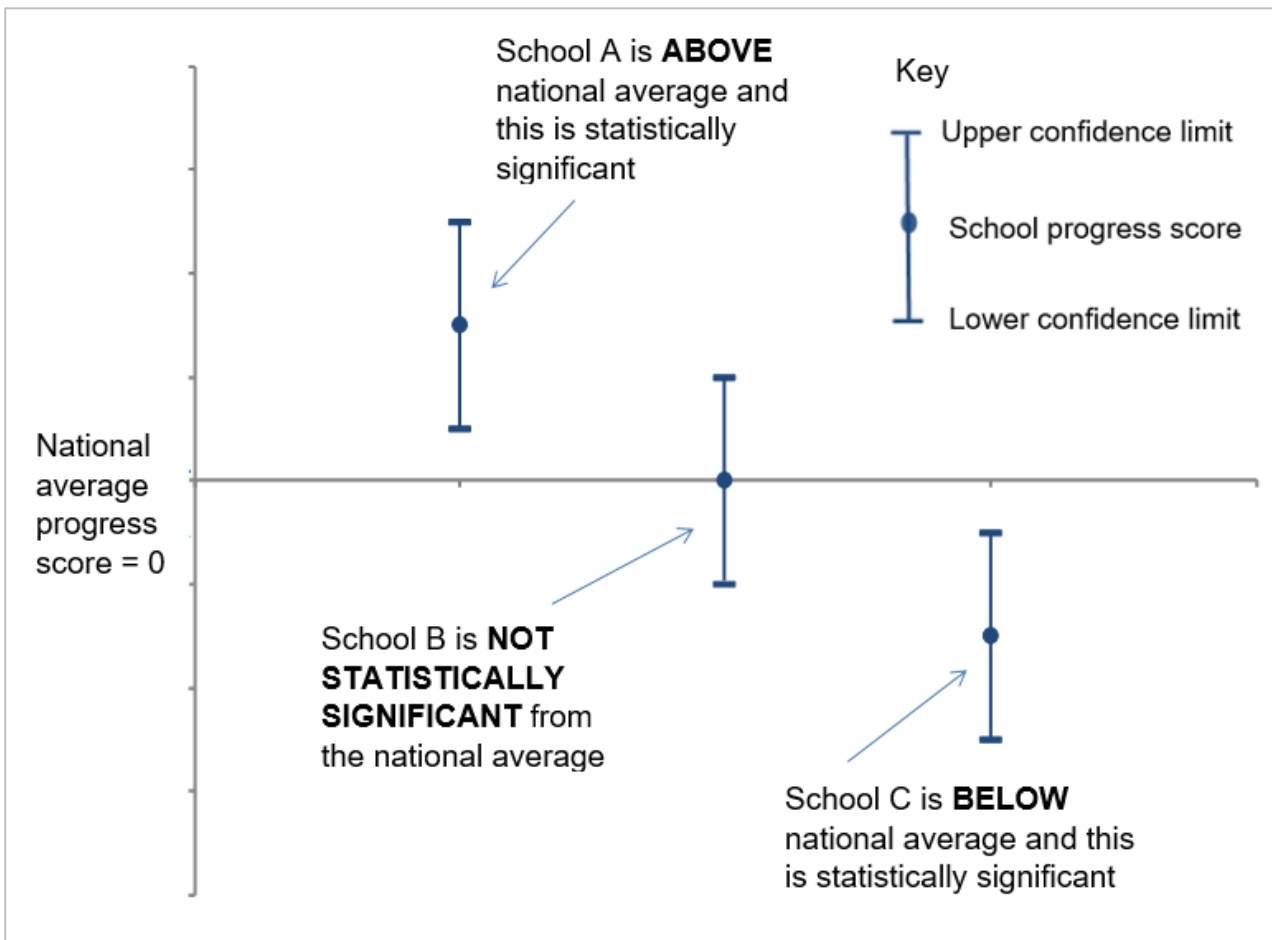 School A is ABOVE
national average and
this is statistically
significant
Key
Upper confidence limit
School progress score
Lower confidence limit
National
average
progress
score = 0
School B is NOT
STATISTICALLY
SIGNIFICANT from
the national average
School C is BELOW
national average and this
is statistically significant